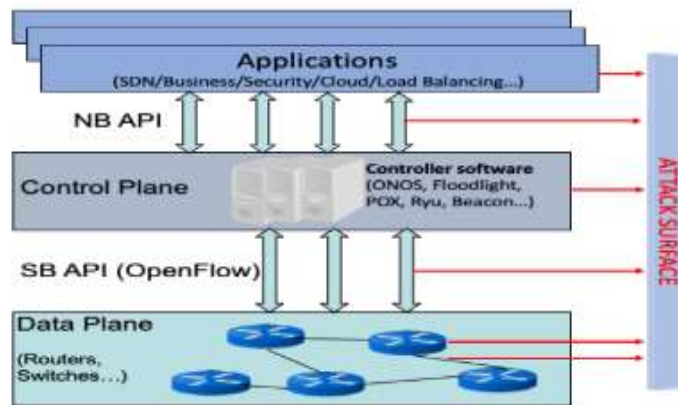 Applications
(SDN/Business/Security/Cloud/Load Balancing...)
NB API
Control Plane
Controller software
(ONOS, Floodlight,
POX, Ryu, Beacon...)
SB API (OpenFlow)
Data Plane
(Routers,
Switches...)
ATTACK SURFACE